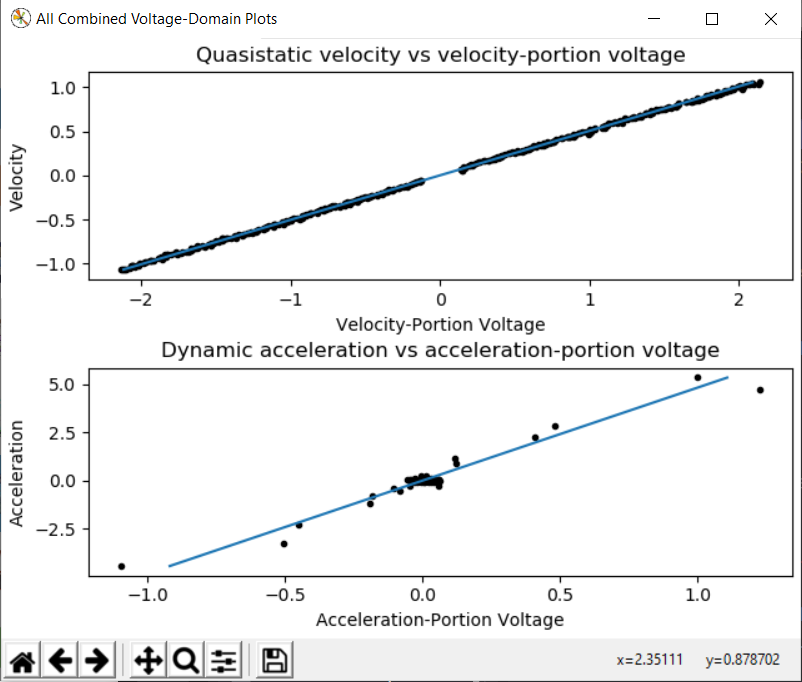 All Combined Voltage-Domain Plots
Quasistatic velocity vs velocity-portion voltage
1.0
0.5
0.0
−0.5
−1.0
Velocity
−2 −1 0 1 2
Velocity-Portion Voltage
Dynamic acceleration vs acceleration-portion voltage
5.0
2.5
0.0
−2.5
Acceleration
−1.0 −0.5 0.0 0.5 1.0
Acceleration-Portion Voltage
x=2.35111 y=0.878702